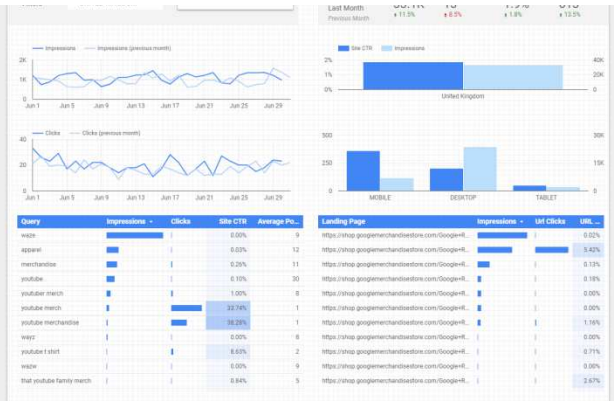 Last Month
Previous Month
11.5%
8.5%
1.8%
13.5%
Impressions Impressions (previous month)
2K
1K
0
Jun 1 Jun 5 Jun 9 Jun 13 Jun 17 Jun 21 Jun 25 Jun 29
Site CTR Impressions
2%
1%
0%
40K
20K
0
United Kingdom
Clicks Clicks (previous month)
40
20
0
Jun 1 Jun 5 Jun 9 Jun 13 Jun 17 Jun 21 Jun 25 Jun 29
500
250
0
30K
15K
0
MOBILE DESKTOP TABLET
Query Impressions Clicks Site CTR Average Po...
waze 0.00% 9
apparel 0.03% 12
merchandise 0.26% 11
youtube 0.10% 30
youtuber merch 1.00% 8
youtube merch 33.74% 1
youtube merchandise 36.28% 1
wayz 0.00% 8
youtube t shirt 8.63% 2
wazw 0.00% 9
that youtube family merch 0.84% 5
Landing Page Impressions Url Clicks URL ...
https://shop.googlemerchandisestore.com/Google+R... 0.02%
https://shop.googlemerchandisestore.com/Google+R... 5.42%
https://shop.googlemerchandisestore.com/Google+R... 0.13%
https://shop.googlemerchandisestore.com/Google+R... 0.18%
https://shop.googlemerchandisestore.com/Google+R... 0.00%
https://shop.googlemerchandisestore.com/Google+R... 0.00%
https://shop.googlemerchandisestore.com/Google+R... 1.16%
https://shop.googlemerchandisestore.com/Google+R... 0.00%
https://shop.googlemerchandisestore.com/Google+R... 0.71%
https://shop.googlemerchandisestore.com/Google+R... 0.00%
https://shop.googlemerchandisestore.com/Google+R... 2.67%